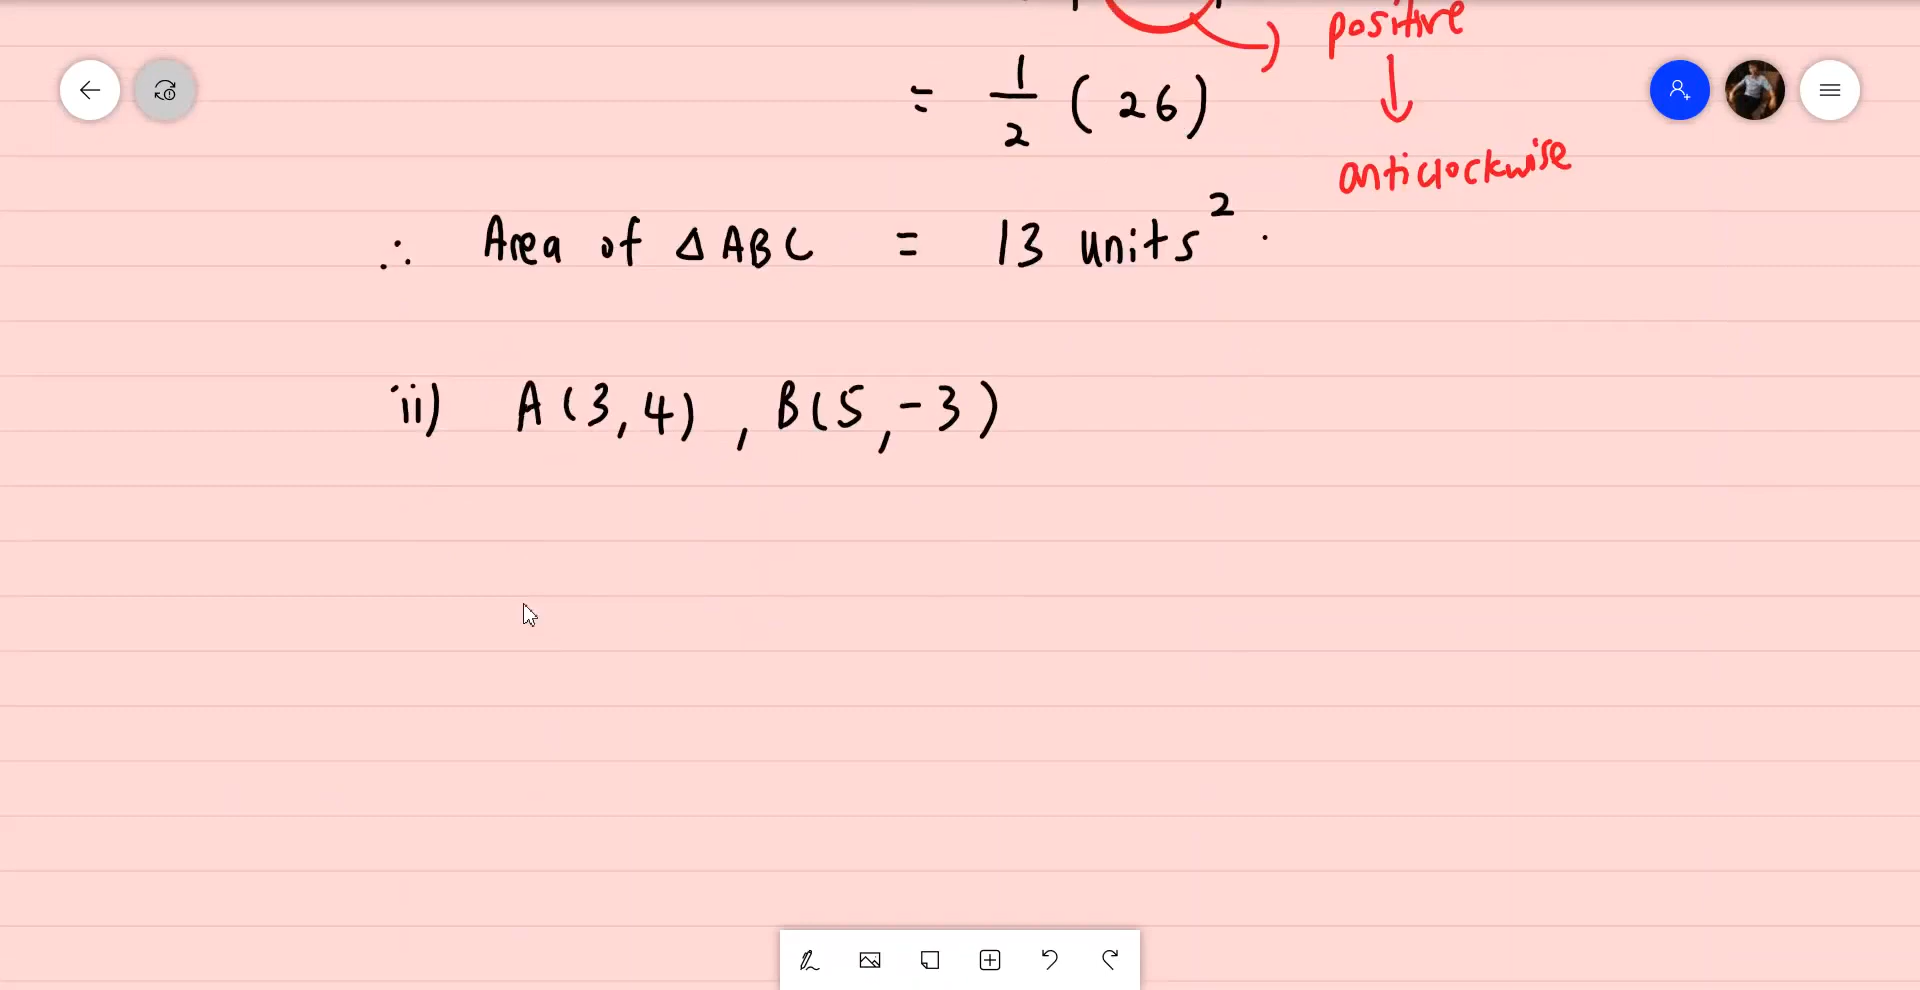 positive
= 1/2 (26)
anticlockwise
∴ Area of △ABC = 13 units².
ii) A(3,4), B(5,-3)